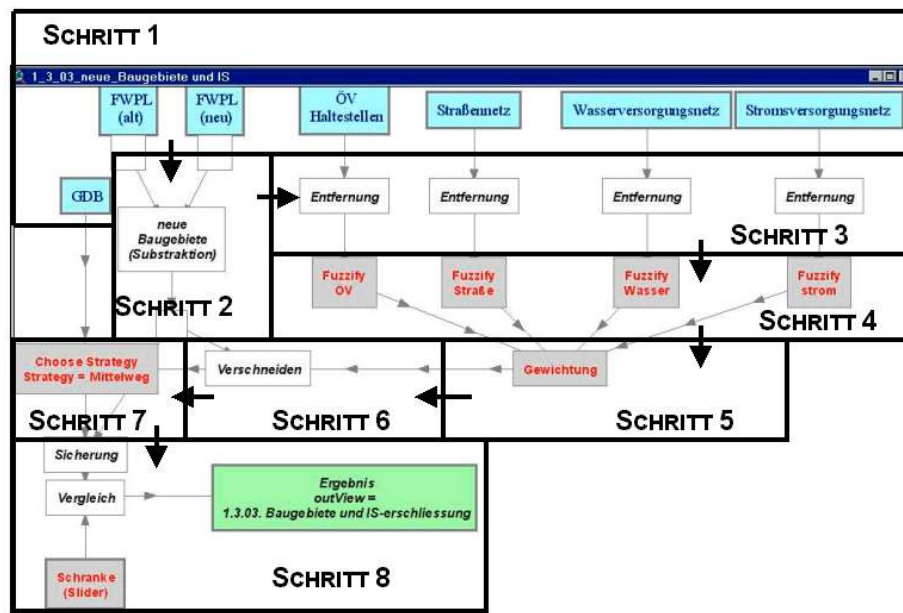 SCHRITT 1
1_3_03_neue_Baugebiete und IS
FWPL
(alt)
FWPL
(neu)
ÖV
Haltestellen
Straßennetz
Wasserversorgungsnetz
Stromsversorgungsnetz
GDB
neue
Baugebiete
(Substraktion)
Entfernung
Entfernung
Entfernung
Entfernung
SCHRITT 3
SCHRITT 2
Fuzzify
ÖV
Fuzzify
Straße
Fuzzify
Wasser
Fuzzify
strom
SCHRITT 4
Choose Strategy
Strategy = Mittelweg
Verschneiden
Gewichtung
SCHRITT 7
SCHRITT 6
SCHRITT 5
Sicherung
Vergleich
Ergebnis
outView =
1.3.03. Baugebiete und IS-erschliessung
Schranke
(Slider)
SCHRITT 8